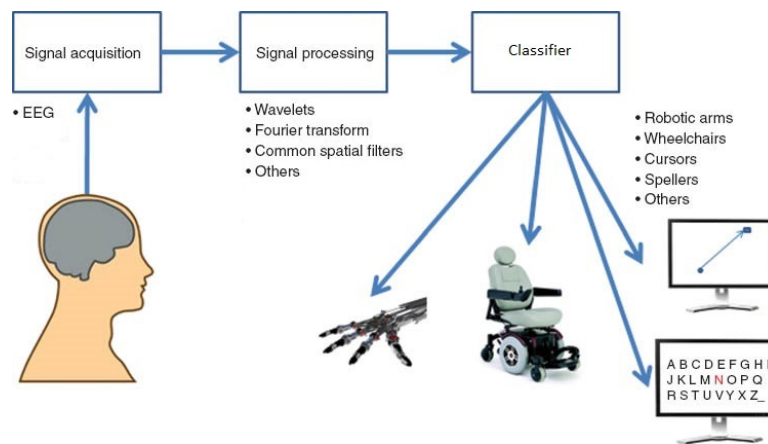 Signal acquisition
Signal processing
Classifier
• EEG
• Wavelets
• Fourier transform
• Common spatial filters
• Others
• Robotic arms
• Wheelchairs
• Cursors
• Spellers
• Others
A B C D E F G H I
J K L M N O P Q
R S T U V Y X Z _